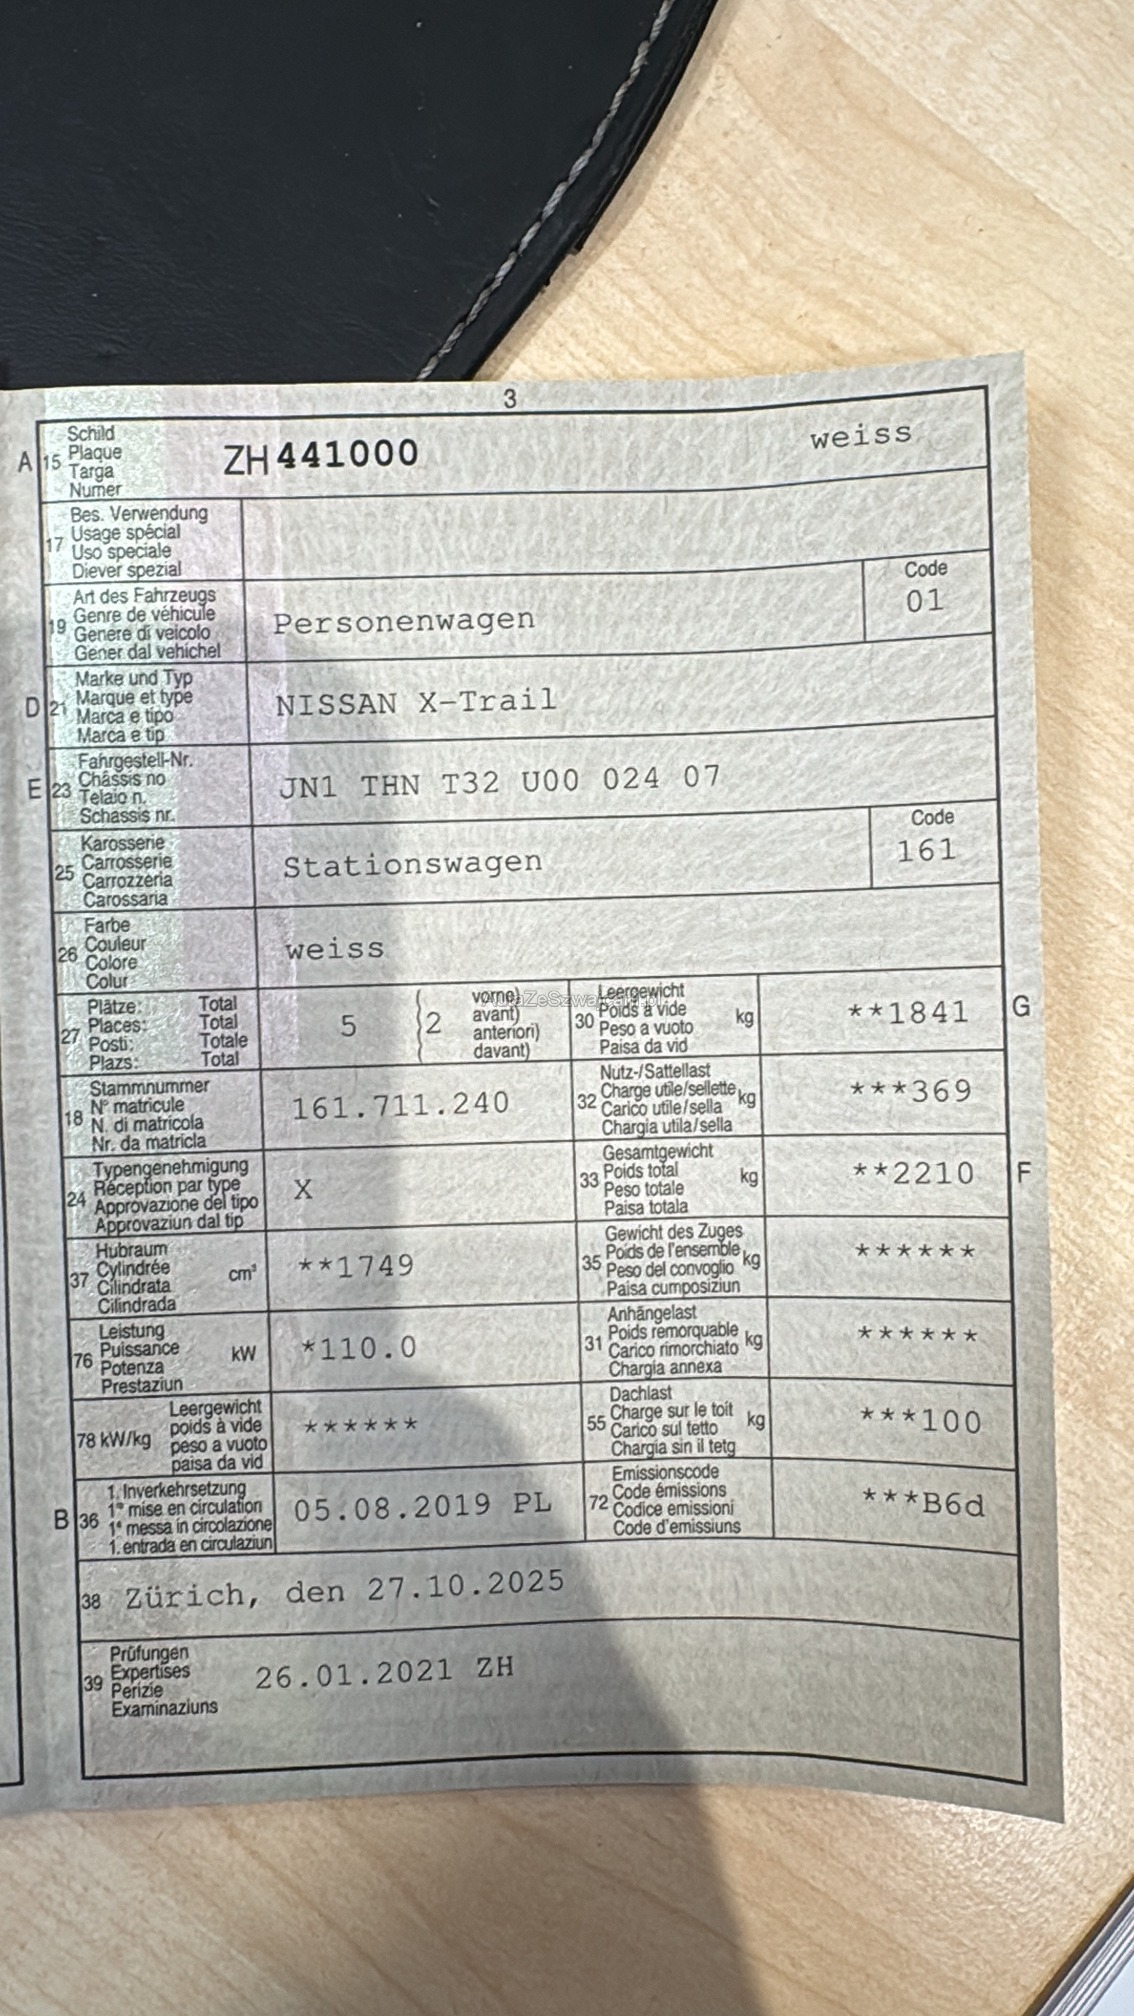 3
A 15 Schild Plaque Targa Numer ZH 441000 weiss
17 Bes. Verwendung Usage spécial Uso speciale Diever spezial
19 Art des Fahrzeugs Genre de véhicule Genere di veicolo Gener dal vehichel Personenwagen Code 01
D 21 Marke und Typ Marque et type Marca e tipo Marca e tip NISSAN X-Trail
E 23 Fahrgestell-Nr. Châssis no Telaio n. Schassis nr. JN1 THN T32 U00 024 07
25 Karosserie Carrosserie Carrozzeria Carossaria Stationswagen Code 161
26 Farbe Couleur Colore Colur weiss
27 Plätze: Total Places: Total Posti: Totale Plazs: Total 5 2 vorne) avant) anteriori) davant)
30 Leergewicht Poids à vide Peso a vuoto Paisa da vid kg **1841 G
AutaZeSzwajcarii.pl
18 Stammnummer N° matricule N. di matricola Nr. da matricla 161.711.240
32 Nutz-/Sattellast Charge utile/sellette Carico utile/sella Chargia utila/sella kg ***369
24 Typengenehmigung Réception par type Approvazione del tipo Approvaziun dal tip X
33 Gesamtgewicht Poids total Peso totale Paisa totala kg **2210 F
37 Hubraum Cylindrée Cilindrata Cilindrada cm³ **1749
35 Gewicht des Zuges Poids de l'ensemble Peso del convoglio Paisa cumposiziun kg ******
76 Leistung Puissance Potenza Prestaziun kW *110.0
31 Anhängelast Poids remorquable Carico rimorchiato Chargia annexa kg ******
78 kW/kg Leergewicht poids à vide peso a vuoto paisa da vid ******
55 Dachlast Charge sur le toit Carico sul tetto Chargia sin il tetg kg ***100
B 36 1. Inverkehrsetzung 1re mise en circulation 1a messa in circolazione 1. entrada en circulaziun 05.08.2019 PL
72 Emissionscode Code émissions Codice emissioni Code d'emissiuns ***B6d
38 Zürich, den 27.10.2025
39 Prüfungen Expertises Perizie Examinaziuns 26.01.2021 ZH